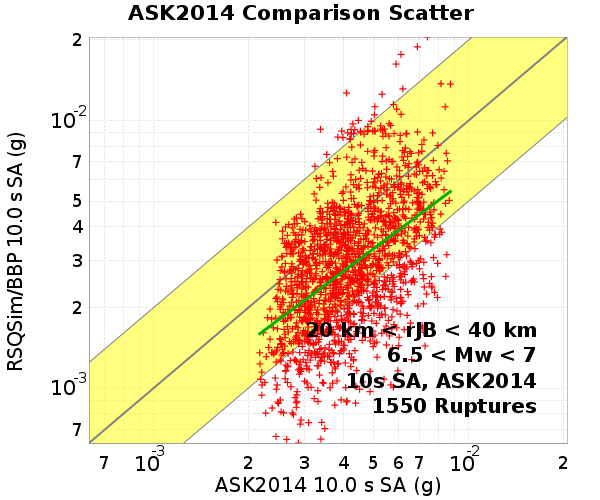 ASK2014 Comparison Scatter
RSQSim/BBP 10.0 s SA (g)
2
10-2
7
5
4
3
2
10-3
7
20 km < rJB < 40 km
6.5 < Mw < 7
10s SA, ASK2014
1550 Ruptures
7 10-3 2 3 4 5 6 7 10-2 2
ASK2014 10.0 s SA (g)